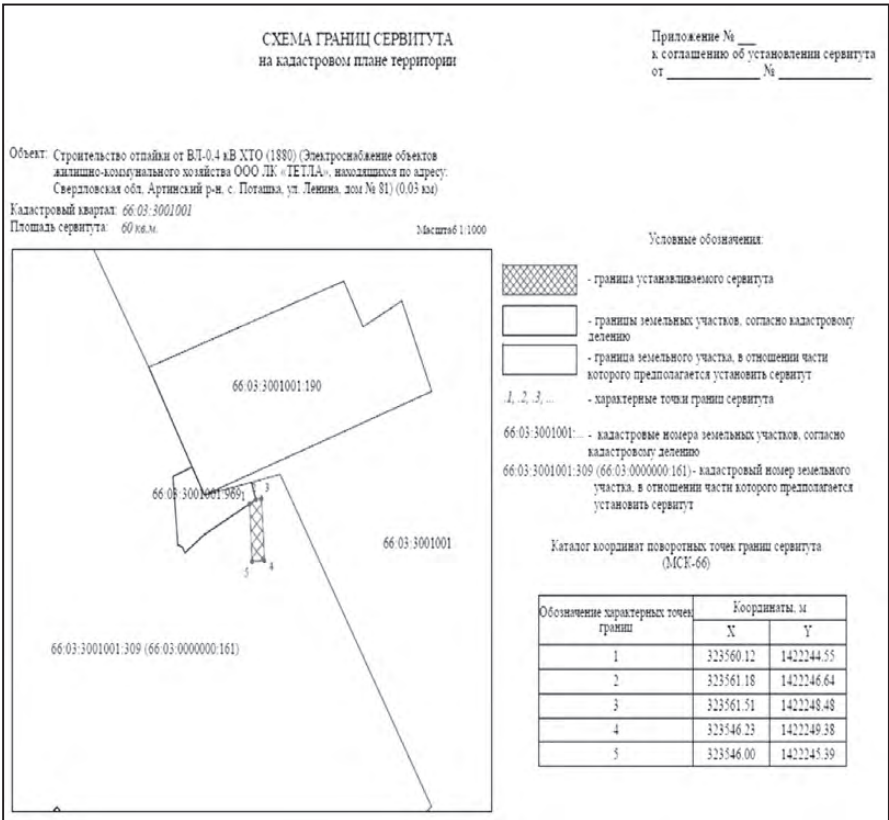 СХЕМА ГРАНИЦ СЕРВИТУТА
на кадастровом плане территории
Приложение № ___
к соглашению об установлении сервитута
от ______________ № ______________
Объект: Строительство отпайки от ВЛ-0,4 кВ ХТО (1880) (Электроснабжение объектов
жилищно-коммунального хозяйства ООО ЛК «ТЕТЛА», находящихся по адресу:
Свердловская обл, Артинский р-н, с. Поташка, ул. Ленина, дом № 81) (0,03 км)
Кадастровый квартал: 66:03:3001001
Площадь сервитута: 60 кв.м.
Масштаб 1:1000
66:03:3001001:190
66:03:3001001:969
1
3
5
4
66:03:3001001
66:03:3001001:309 (66:03:0000000:161)
Условные обозначения:
- граница устанавливаемого сервитута
- границы земельных участков, согласно кадастровому
делению
- граница земельного участка, в отношении части
которого предполагается установить сервитут
.1, .2, .3, ... - характерные точки границ сервитута
66:03:3001001:... - кадастровые номера земельных участков, согласно
кадастровому делению
66:03:3001001:309 (66:03:0000000:161) - кадастровый номер земельного
участка, в отношении части которого предполагается
установить сервитут
Каталог координат поворотных точек границ сервитута
(МСК-66)
Обозначение характерных точек
границ
Координаты, м
X Y
1 323560.12 1422244.55
2 323561.18 1422246.64
3 323561.51 1422248.48
4 323546.23 1422249.38
5 323546.00 1422245.39